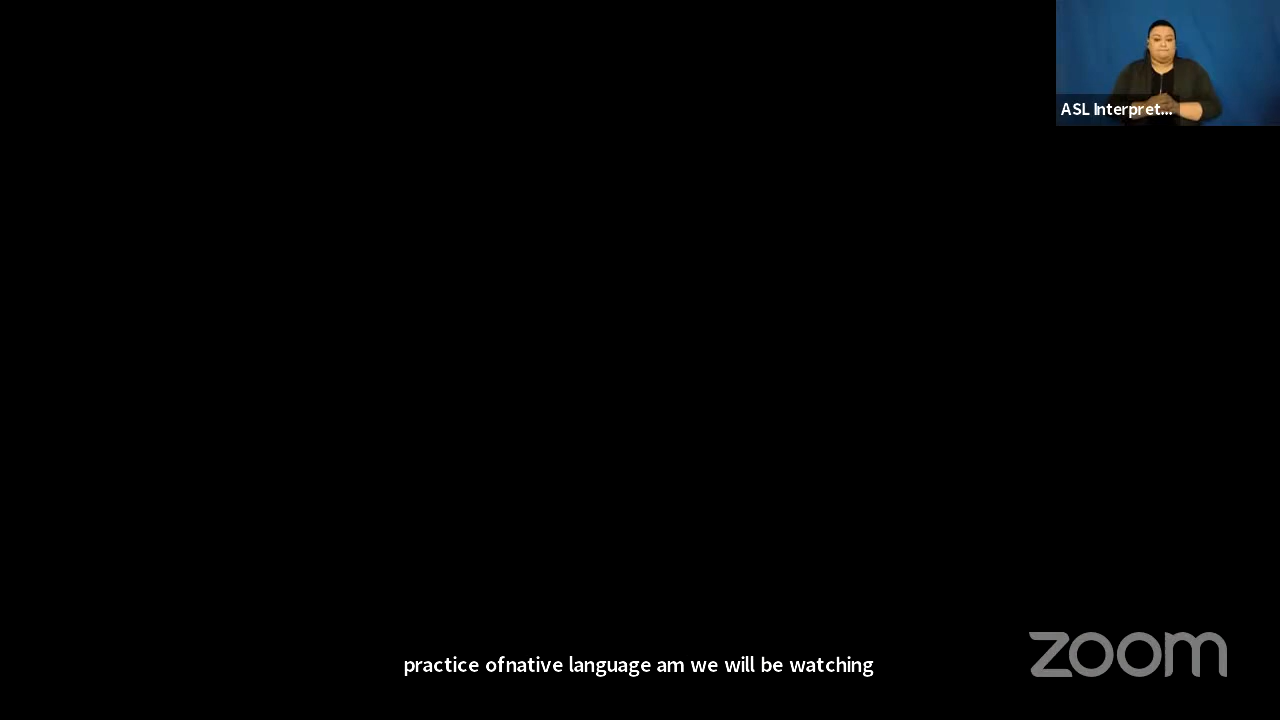 ASL Interpret...
practice ofnative language am we will be watching
zoom